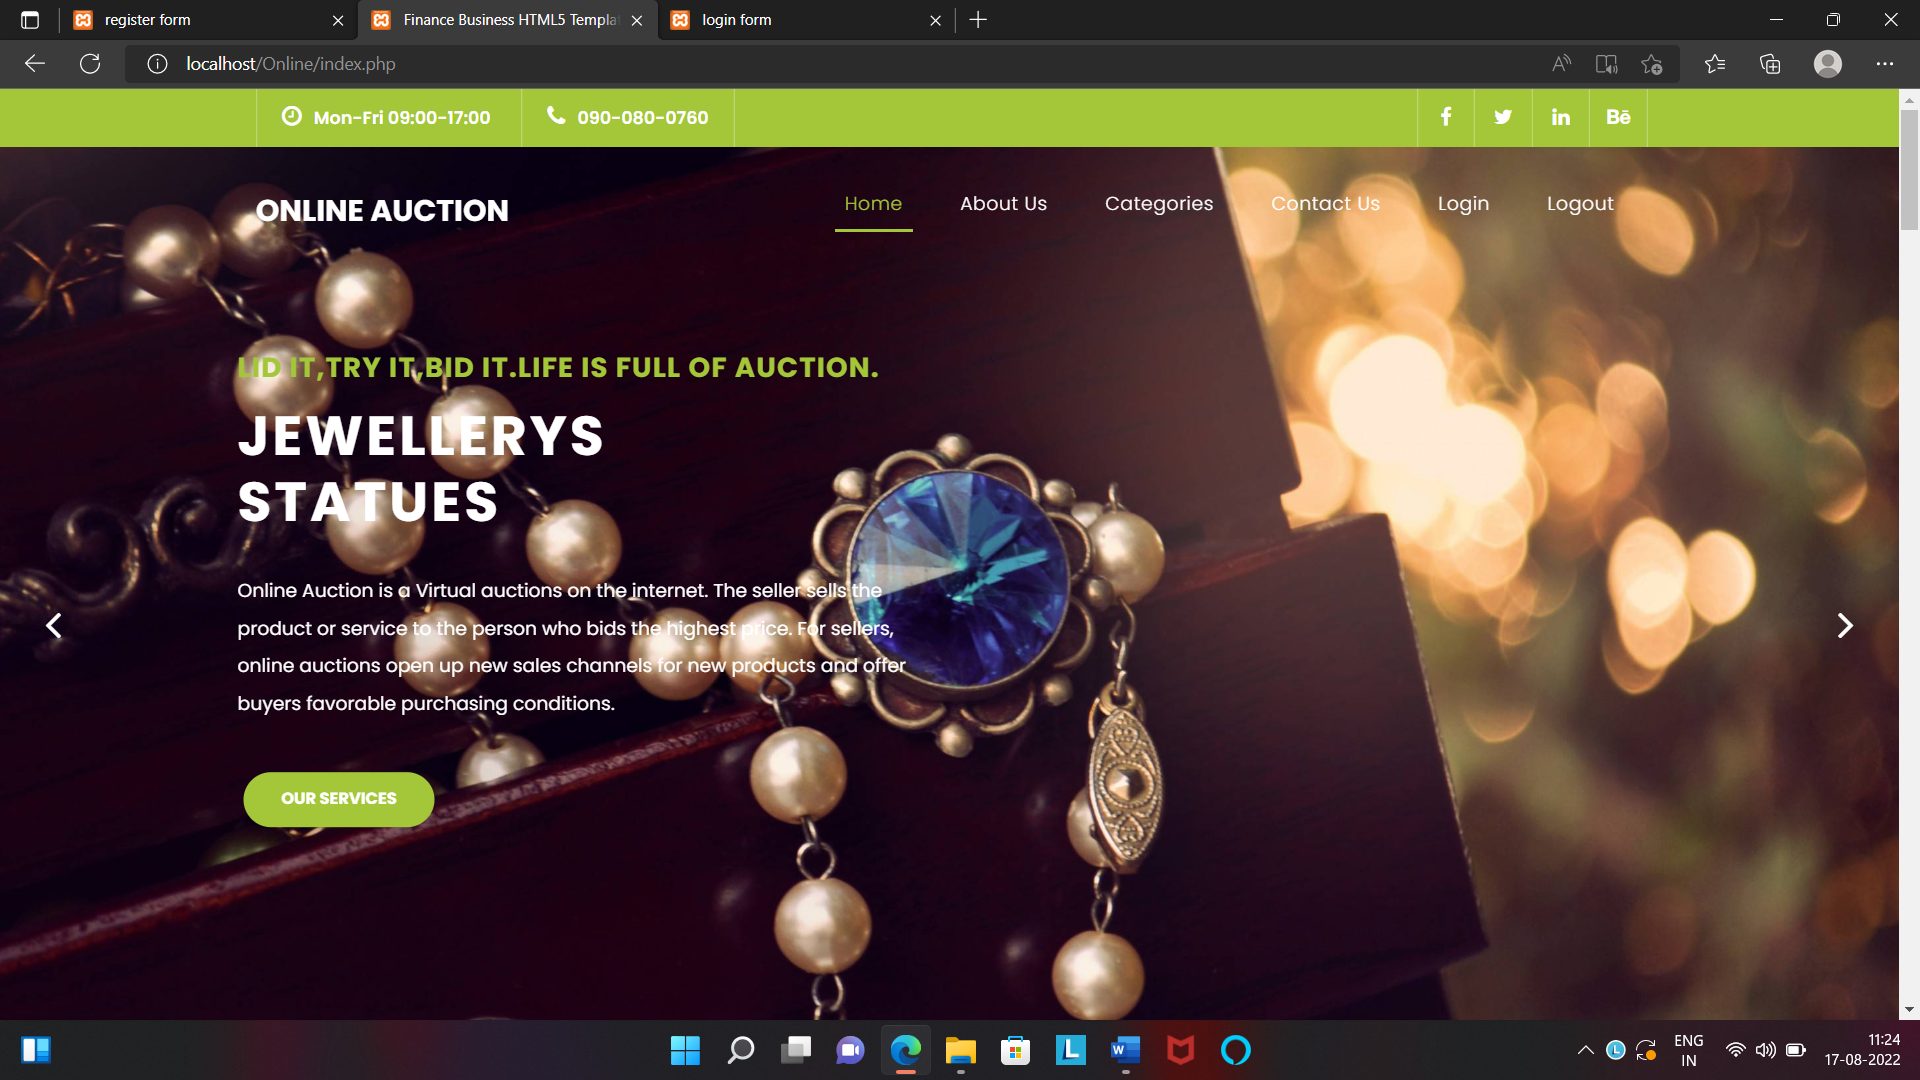 register form
Finance Business HTML5 Templa
login form
localhost/Online/index.php
Mon-Fri 09:00-17:00
090-080-0760
Bē
ONLINE AUCTION
Home
About Us
Categories
Contact Us
Login
Logout
LID IT,TRY IT,BID IT.LIFE IS FULL OF AUCTION.
JEWELLERYS
STATUES
Online Auction is a Virtual auctions on the internet. The seller sells the
product or service to the person who bids the highest price. For sellers,
online auctions open up new sales channels for new products and offer
buyers favorable purchasing conditions.
OUR SERVICES
ENG
IN
11:24
17-08-2022